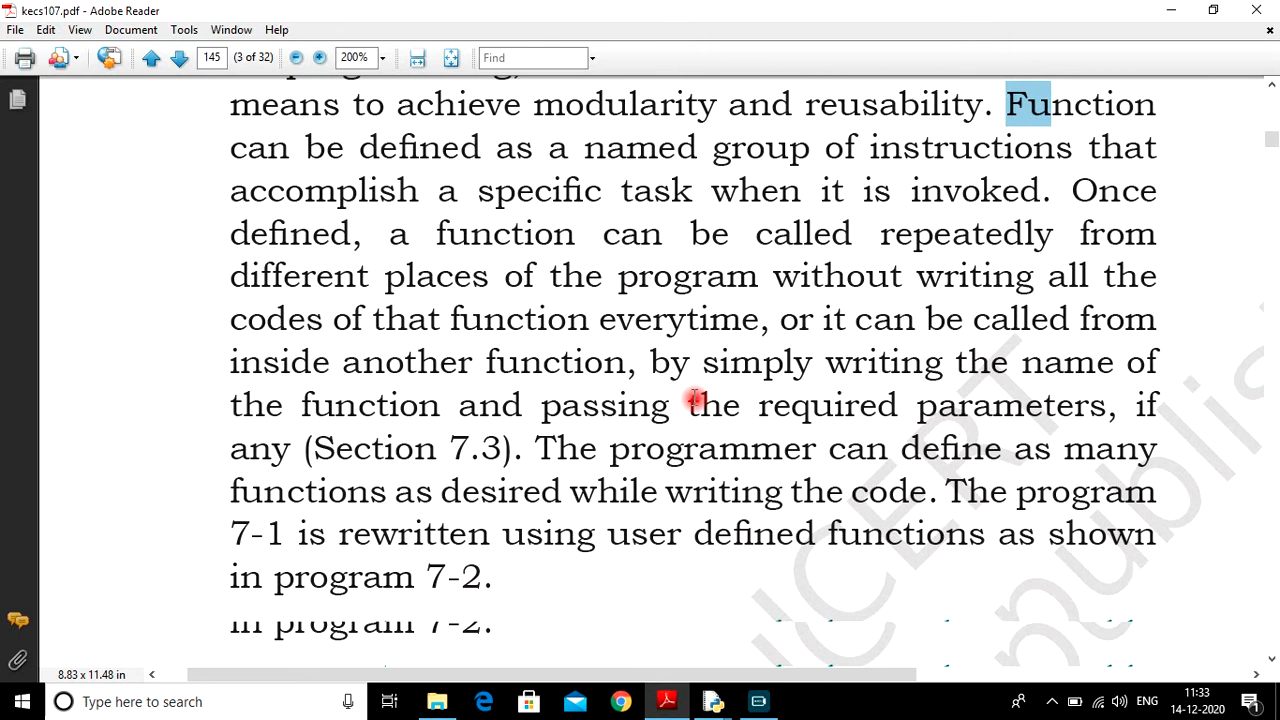 kecs107.pdf - Adobe Reader
File Edit View Document Tools Window Help
145 (3 of 32) 200% Find
means to achieve modularity and reusability. Function
can be defined as a named group of instructions that
accomplish a specific task when it is invoked. Once
defined, a function can be called repeatedly from
different places of the program without writing all the
codes of that function everytime, or it can be called from
inside another function, by simply writing the name of
the function and passing the required parameters, if
any (Section 7.3). The programmer can define as many
functions as desired while writing the code. The program
7-1 is rewritten using user defined functions as shown
in program 7-2.
in program 7-2.
8.83 x 11.48 in
Type here to search
ENG
11:33
14-12-2020
1